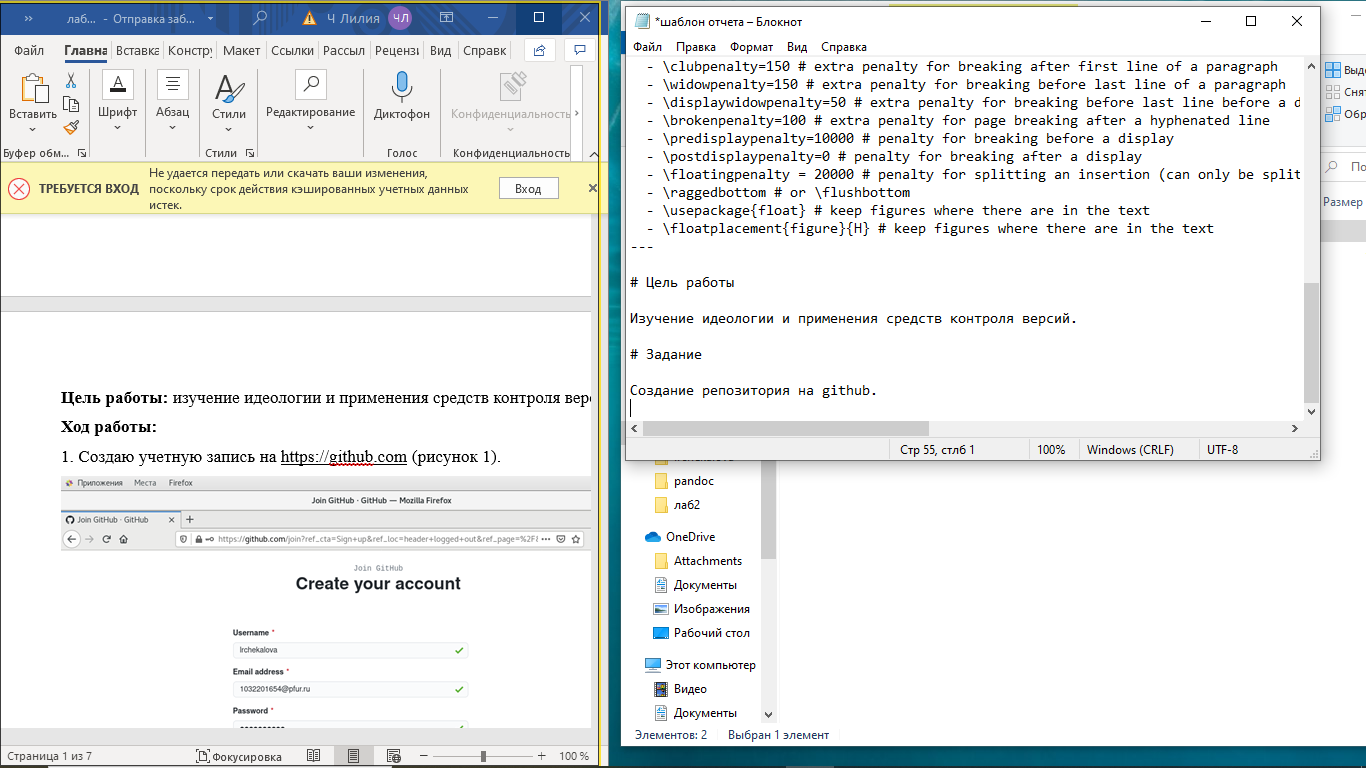 лаб... - Отправка заб...
Ч Лилия
ЧЛ
Файл Главна Вставка Констру Макет Ссылки Рассыл Реценз Вид Справк
Вставить
Шрифт
Абзац
Стили
Редактирование
Диктофон
Конфиденциальность
Буфер обм...
Стили
Голос
Конфиденциальность
ТРЕБУЕТСЯ ВХОД
Не удается передать или скачать ваши изменения,
поскольку срок действия кэшированных учетных данных
истек.
Вход
Цель работы: изучение идеологии и применения средств контроля верс
Ход работы:
1. Создаю учетную запись на https://github.com (рисунок 1).
Приложения Места Firefox
Join GitHub · GitHub — Mozilla Firefox
Join GitHub · GitHub
https://github.com/join?ref_cta=Sign+up&ref_loc=header+logged+out&ref_page=%2F&
Join GitHub
Create your account
Username *
lrchekalova
Email address *
1032201654@pfur.ru
Password *
Страница 1 из 7
Фокусировка
100 %
*шаблон отчета – Блокнот
Файл Правка Формат Вид Справка
- \clubpenalty=150 # extra penalty for breaking after first line of a paragraph
- \widowpenalty=150 # extra penalty for breaking before last line of a paragraph
- \displaywidowpenalty=50 # extra penalty for breaking before last line before a d
- \brokenpenalty=100 # extra penalty for page breaking after a hyphenated line
- \predisplaypenalty=10000 # penalty for breaking before a display
- \postdisplaypenalty=0 # penalty for breaking after a display
- \floatingpenalty = 20000 # penalty for splitting an insertion (can only be split
- \raggedbottom # or \flushbottom
- \usepackage{float} # keep figures where there are in the text
- \floatplacement{figure}{H} # keep figures where there are in the text
---
# Цель работы
Изучение идеологии и применения средств контроля версий.
# Задание
Создание репозитория на github.
Стр 55, стлб 1
100%
Windows (CRLF)
UTF-8
Выде
Снят
Обр
По
Размер
pandoc
лаб2
OneDrive
Attachments
Документы
Изображения
Рабочий стол
Этот компьютер
Видео
Документы
Элементов: 2 Выбран 1 элемент